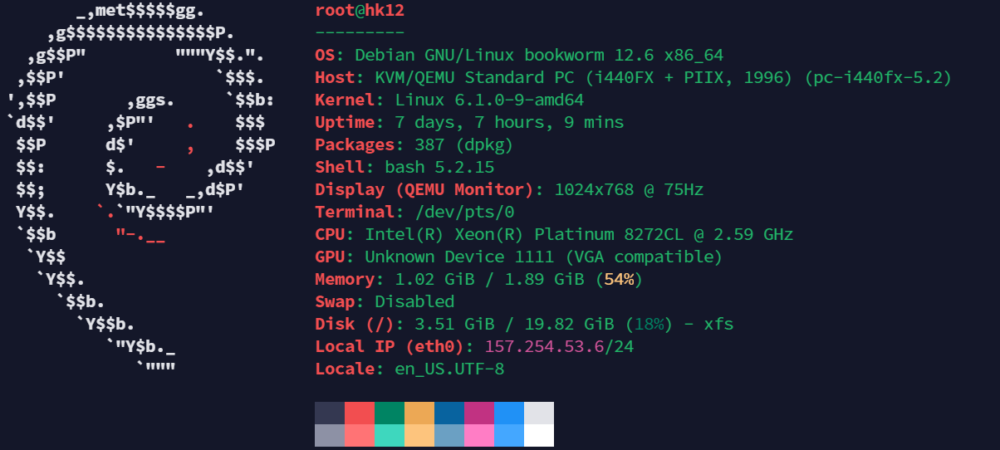 root@hk12
---------
OS: Debian GNU/Linux bookworm 12.6 x86_64
Host: KVM/QEMU Standard PC (i440FX + PIIX, 1996) (pc-i440fx-5.2)
Kernel: Linux 6.1.0-9-amd64
Uptime: 7 days, 7 hours, 9 mins
Packages: 387 (dpkg)
Shell: bash 5.2.15
Display (QEMU Monitor): 1024x768 @ 75Hz
Terminal: /dev/pts/0
CPU: Intel(R) Xeon(R) Platinum 8272CL @ 2.59 GHz
GPU: Unknown Device 1111 (VGA compatible)
Memory: 1.02 GiB / 1.89 GiB (54%)
Swap: Disabled
Disk (/): 3.51 GiB / 19.82 GiB (18%) - xfs
Local IP (eth0): 157.254.53.6/24
Locale: en_US.UTF-8